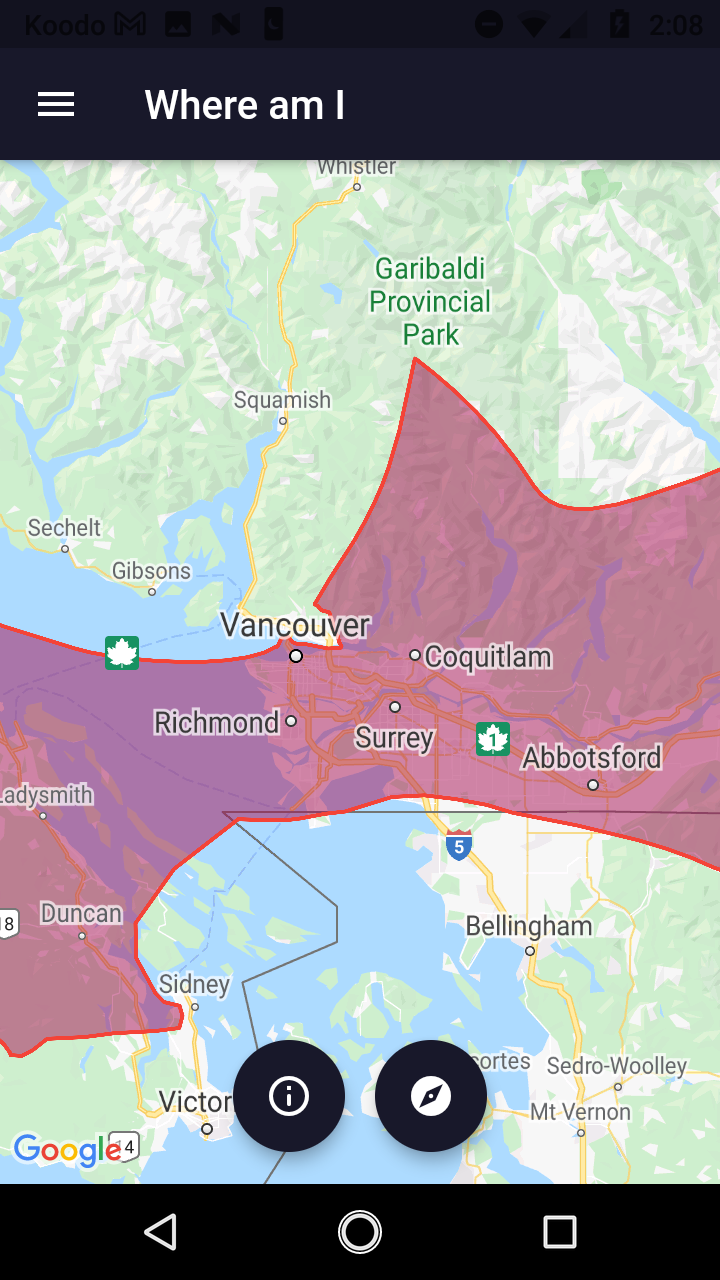 Koodo 2:08
Where am I
Whistler
Garibaldi
Provincial
Park
Squamish
Sechelt
Gibsons
Vancouver
Coquitlam
Richmond
Surrey
1
Abbotsford
Ladysmith
5
18
Duncan
Bellingham
Sidney
cortes
Sedro-Woolley
Victor
Mt Vernon
Google
14